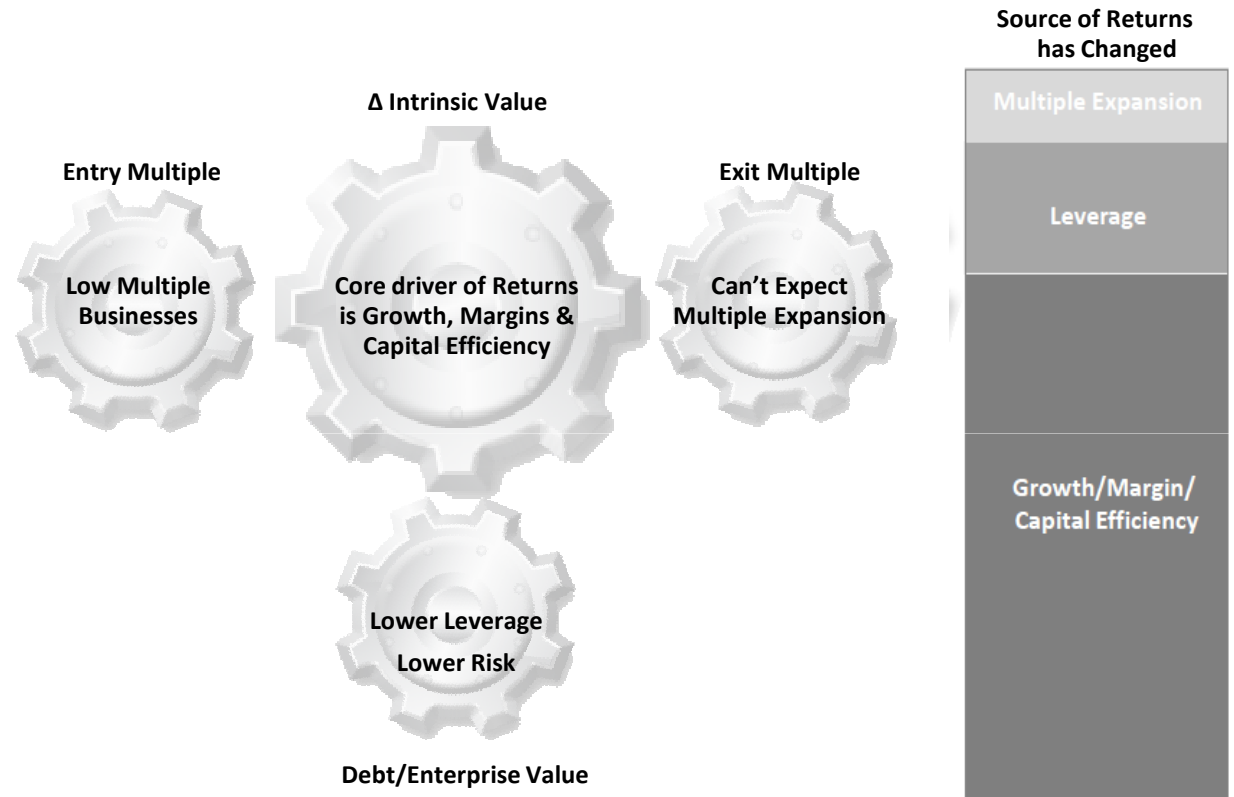 Source of Returns
has Changed
Δ Intrinsic Value
Entry Multiple
Exit Multiple
Low Multiple
Businesses
Core driver of Returns
is Growth, Margins &
Capital Efficiency
Can’t Expect
Multiple Expansion
Lower Leverage
Lower Risk
Debt/Enterprise Value
Multiple Expansion
Leverage
Growth/Margin/
Capital Efficiency